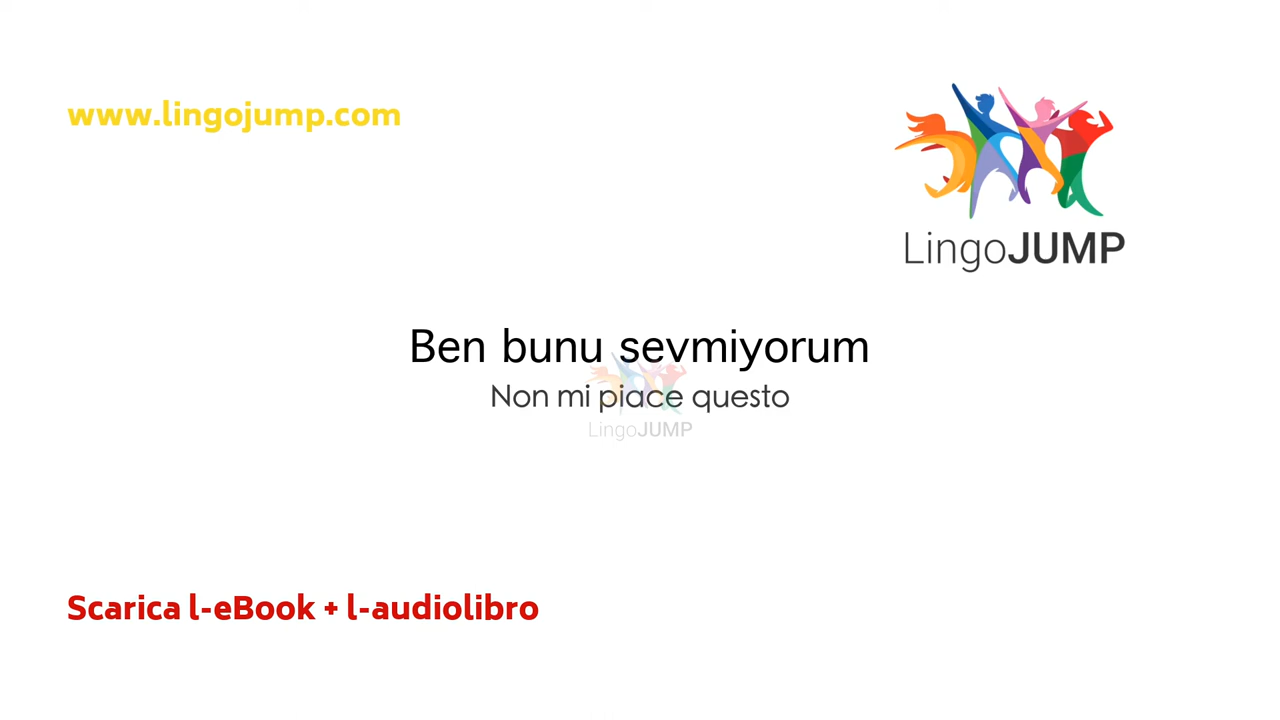 www.lingojump.com
LingoJUMP
Ben bunu sevmiyorum
Non mi piace questo
LingoJUMP
Scarica l-eBook + l-audiolibro